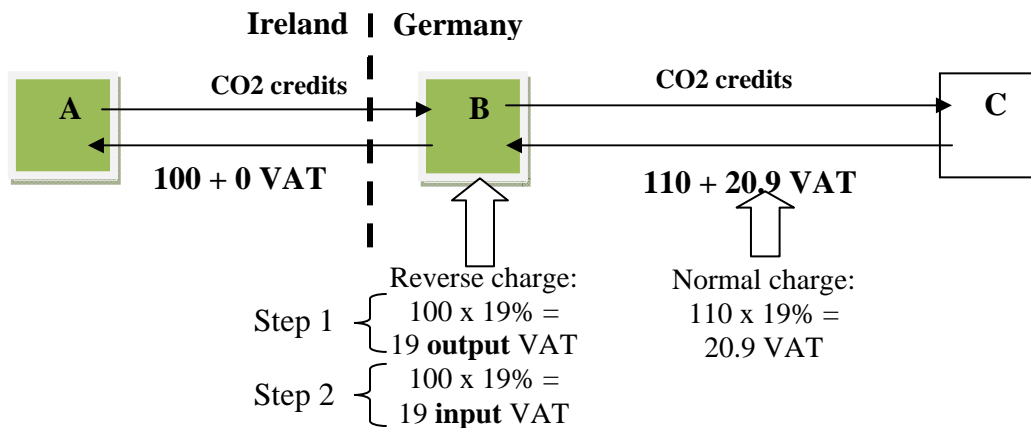 Ireland Germany
CO2 credits
CO2 credits
A
B
C
100 + 0 VAT
110 + 20.9 VAT
Reverse charge:
Step 1
100 x 19% =
19 output VAT
Step 2
100 x 19% =
19 input VAT
Normal charge:
110 x 19% =
20.9 VAT